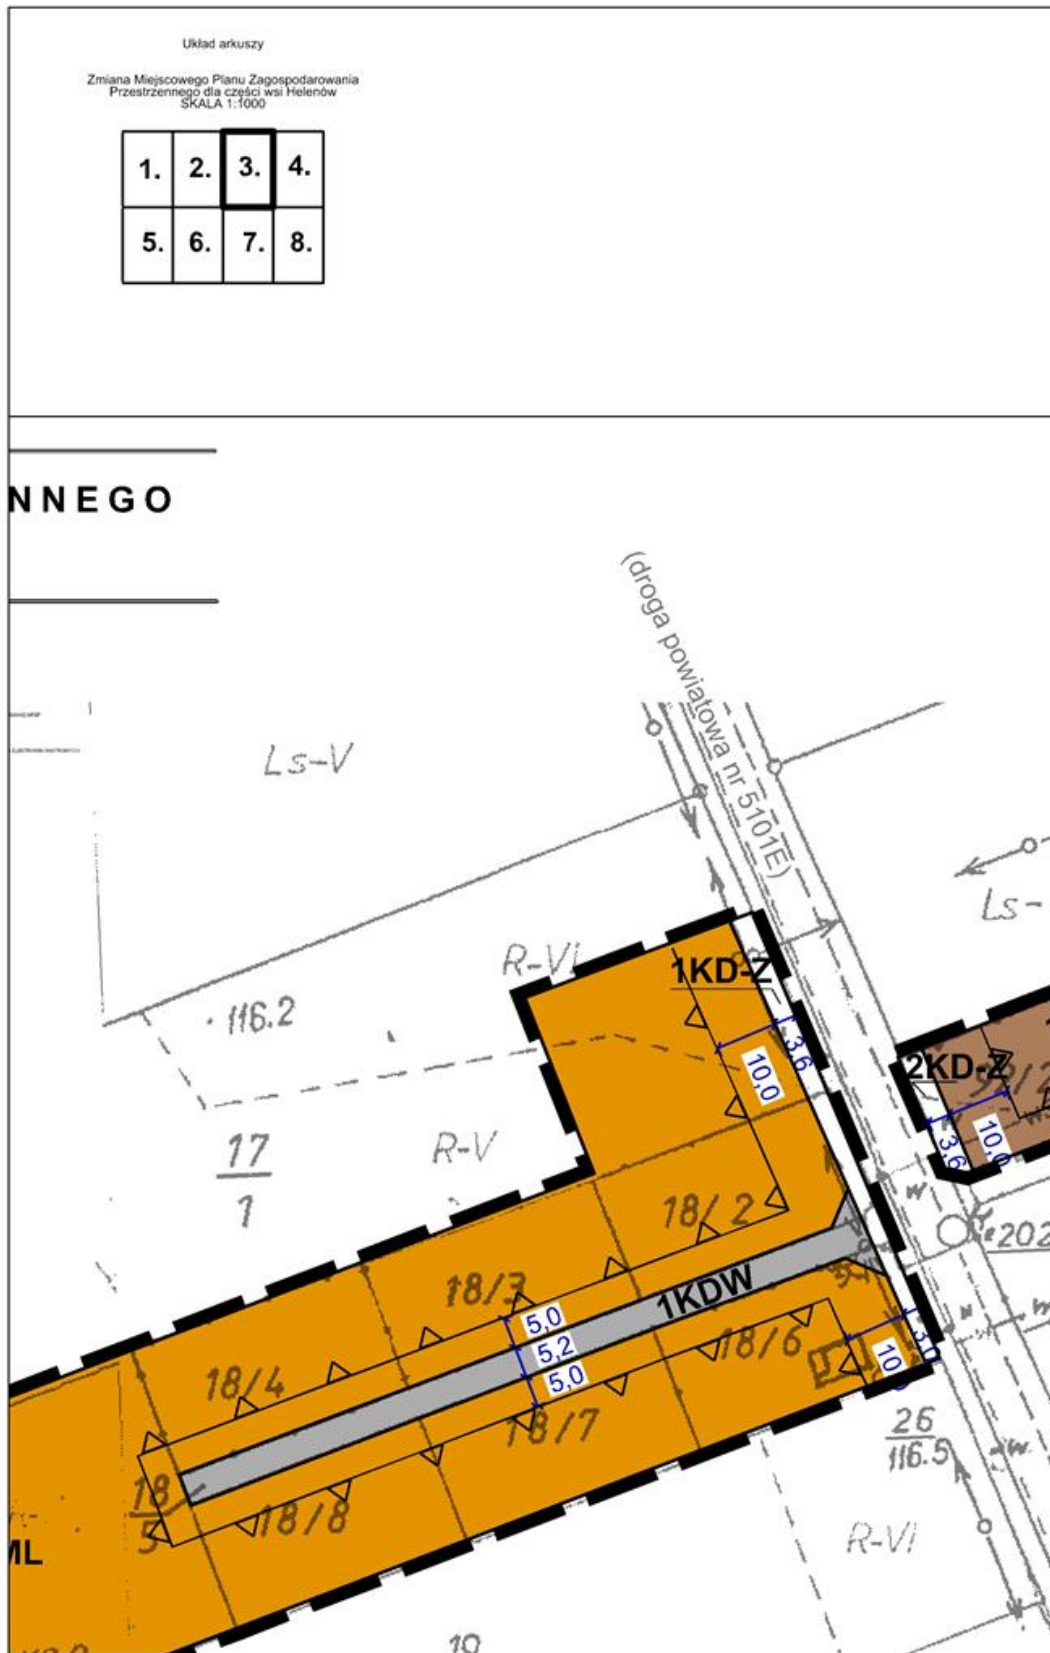 Układ arkuszy
Zmiana Miejscowego Planu Zagospodarowania
Przestrzennego dla części wsi Helenów
SKALA 1:1000
1. 2. 3. 4.
5. 6. 7. 8.
NNEGO
(droga powiatowa nr 5101E)
Ls-V
Ls-
R-VI
1KD-Z
116.2
3,6
10,0
2KD-Z
3,6
10,0
17
1
R-V
18/2
202
18/3
1KDW
5,0
5,2
5,0
18/6
3,0
18/4
18/7
26
116.5
18
5
18/8
R-VI
ML
10